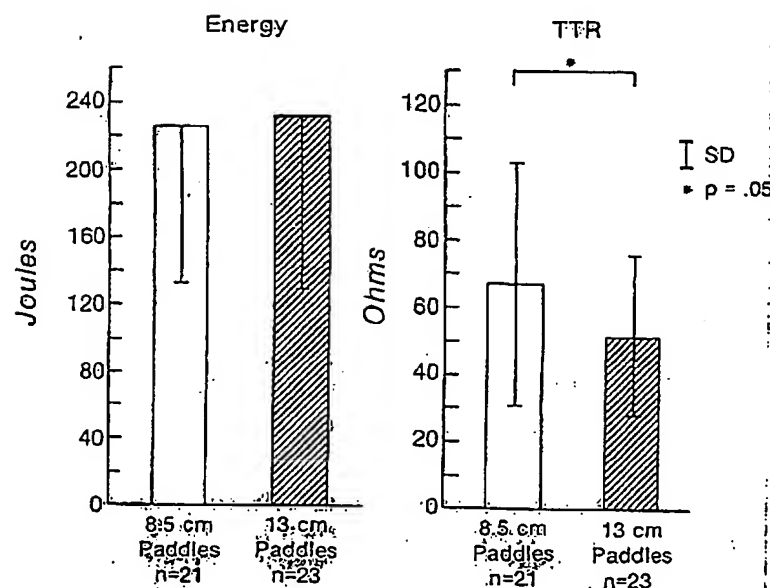 Energy
Joules
240
200
160
120
80
40
0
8.5 cm
Paddles
n=21
13 cm
Paddles
n=23
TTR
*
Ohms
120
100
80
60
40
20
0
8.5 cm
Paddles
n=21
13 cm
Paddles
n=23
SD
* p = .05